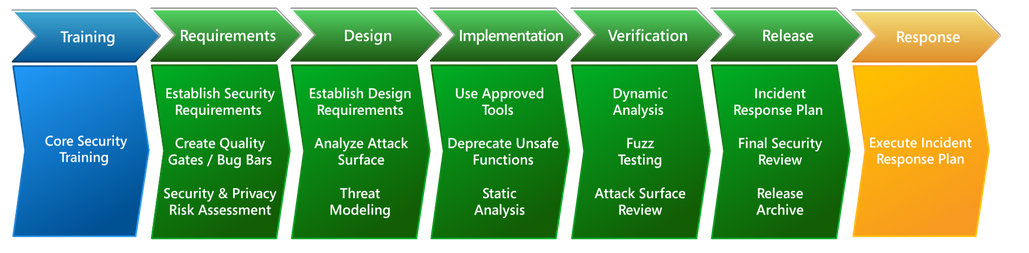 Training
Requirements
Design
Implementation
Verification
Release
Response
Core Security
Training
Establish Security
Requirements
Create Quality
Gates / Bug Bars
Security & Privacy
Risk Assessment
Establish Design
Requirements
Analyze Attack
Surface
Threat
Modeling
Use Approved
Tools
Deprecate Unsafe
Functions
Static
Analysis
Dynamic
Analysis
Fuzz
Testing
Attack Surface
Review
Incident
Response Plan
Final Security
Review
Release
Archive
Execute Incident
Response Plan